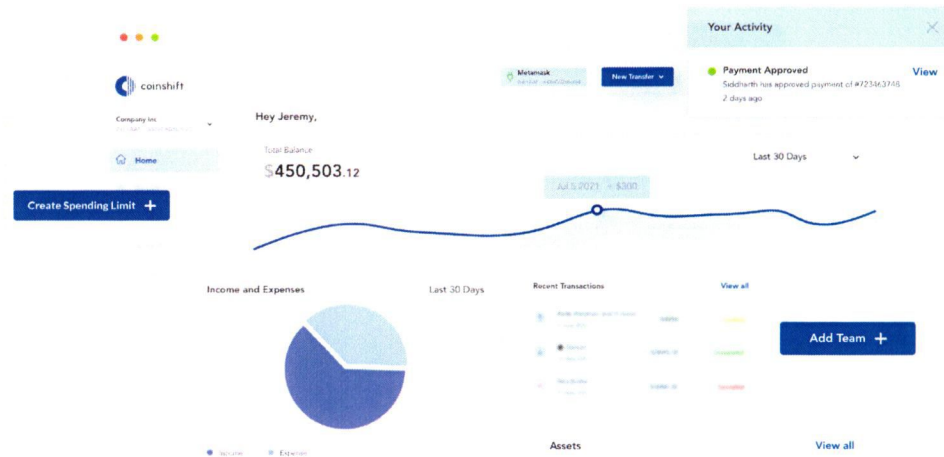 Your Activity
Payment Approved
View
Siddharth has approved payment of #723463748
2 days ago
coinshift
Metamask
New Transfer
Company Inc
Hey Jeremy,
Home
Total Balance
$450,503.12
Last 30 Days
Jul 5 2021 + $300
Create Spending Limit +
Income and Expenses
Last 30 Days
Recent Transactions
View all
Add Team +
Income
Expense
Assets
View all